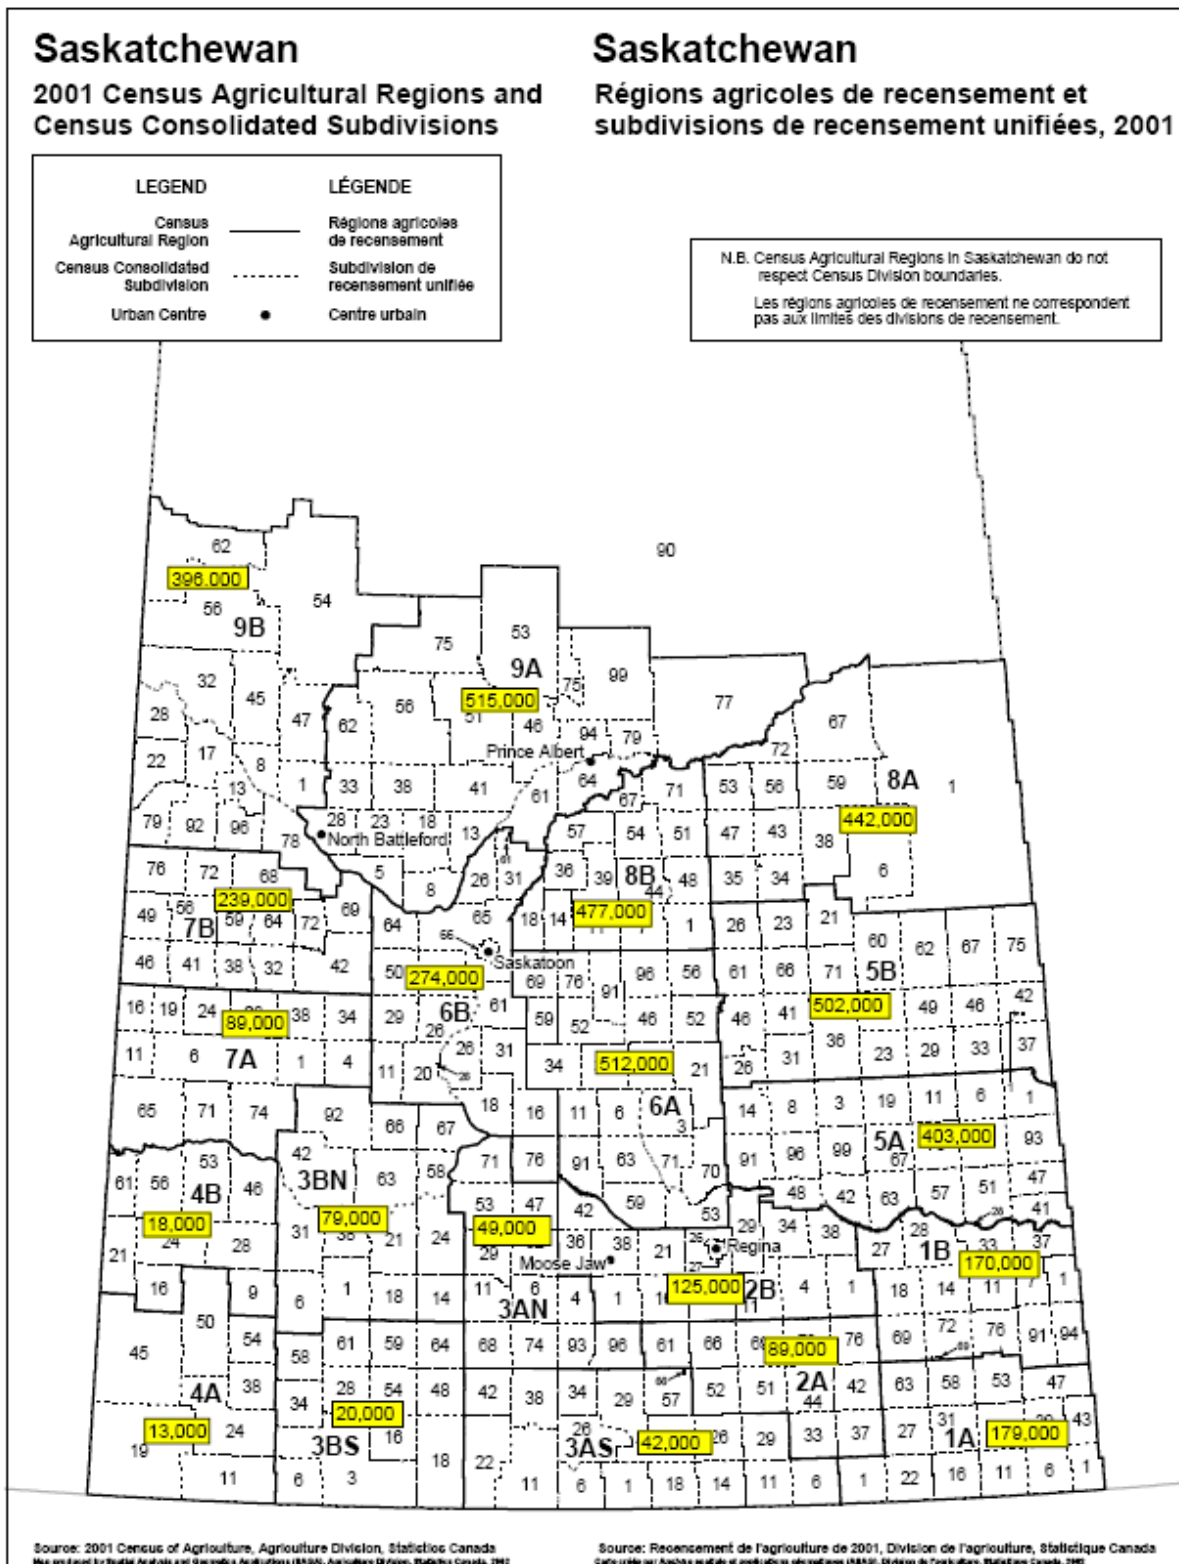 Saskatchewan
2001 Census Agricultural Regions and
Census Consolidated Subdivisions
Saskatchewan
Régions agricoles de recensement et
subdivisions de recensement unifiées, 2001
LEGEND LÉGENDE
Census Agricultural Region
Régions agricoles de recensement
Census Consolidated Subdivision
Subdivision de recensement unifiée
Urban Centre Centre urbain
N.B. Census Agricultural Regions in Saskatchewan do not
respect Census Division boundaries.
Les régions agricoles de recensement ne correspondent
pas aux limites des divisions de recensement.
62 90
396.000
54
56
9B
53
75
9A
99
75
32 45 47 62 56
515,000
46
77 67
28
94 79
72
22 17 8
Prince Albert
13 1 33 38 41 61 64 67 71 53 56 59 8A 1
79 92 96 78 28 23 18 13
North Battleford
57 54 51 47 43 38
442,000
6
76 72 68 5 8 26 31 36 39 8B 44 48 35 34
239,000
49 56 59 64 72 69 64 65 18 14
477,000
1 26 23 21
7B
66
Saskatoon
60 62 67 75
46 41 38 32 42 50
274,000
69 76 91 96 56 61 66 71 5B
502,000
16 19 24 38 34 29 26 6B 61 59 52 46 52 46 41 49 46 42
89,000
11 6 7A 1 4 11 20 26 26 31 34
512,000
21 26 31 36 23 29 33 37
65 71 74 92 66 67 18 16 11 6 6A 3 14 8 3 19 11 6 1
403,000
61 56 53 4B 46 42 3BN 63 58 71 76 91 63 71 70 91 96 99 5A 67 93
18,000
79,000
53 47 42 59 53 48 42 63 57 51 47 41
49,000
21 24 28 31 21 24 29 36 38 21 26 27
Regina
29 34 38 27 28 1B 33 37
28
Moose Jaw
170,000
16 9 6 1 18 14 11 6 3AN 4 1
125,000
2B 11 4 1 18 14 11 1
45 50 54 58 61 59 64 68 74 93 96 61 66
89,000
76 69 72 76 91 94
4A 38 34 28 54 48 42 38 34 29 57 52 51 2A 44 42 63 58 53 47
13,000
20,000
42,000
179,000
19 24 3BS 16 18 22 26 3AS 26 29 33 37 27 31 1A 43
11 6 3 11 6 1 18 14 11 6 1 22 16 11 6 1
Source: 2001 Census of Agriculture, Agriculture Division, Statistics Canada
Source: Recensement de l'agriculture de 2001, Division de l'agriculture, Statistique Canada